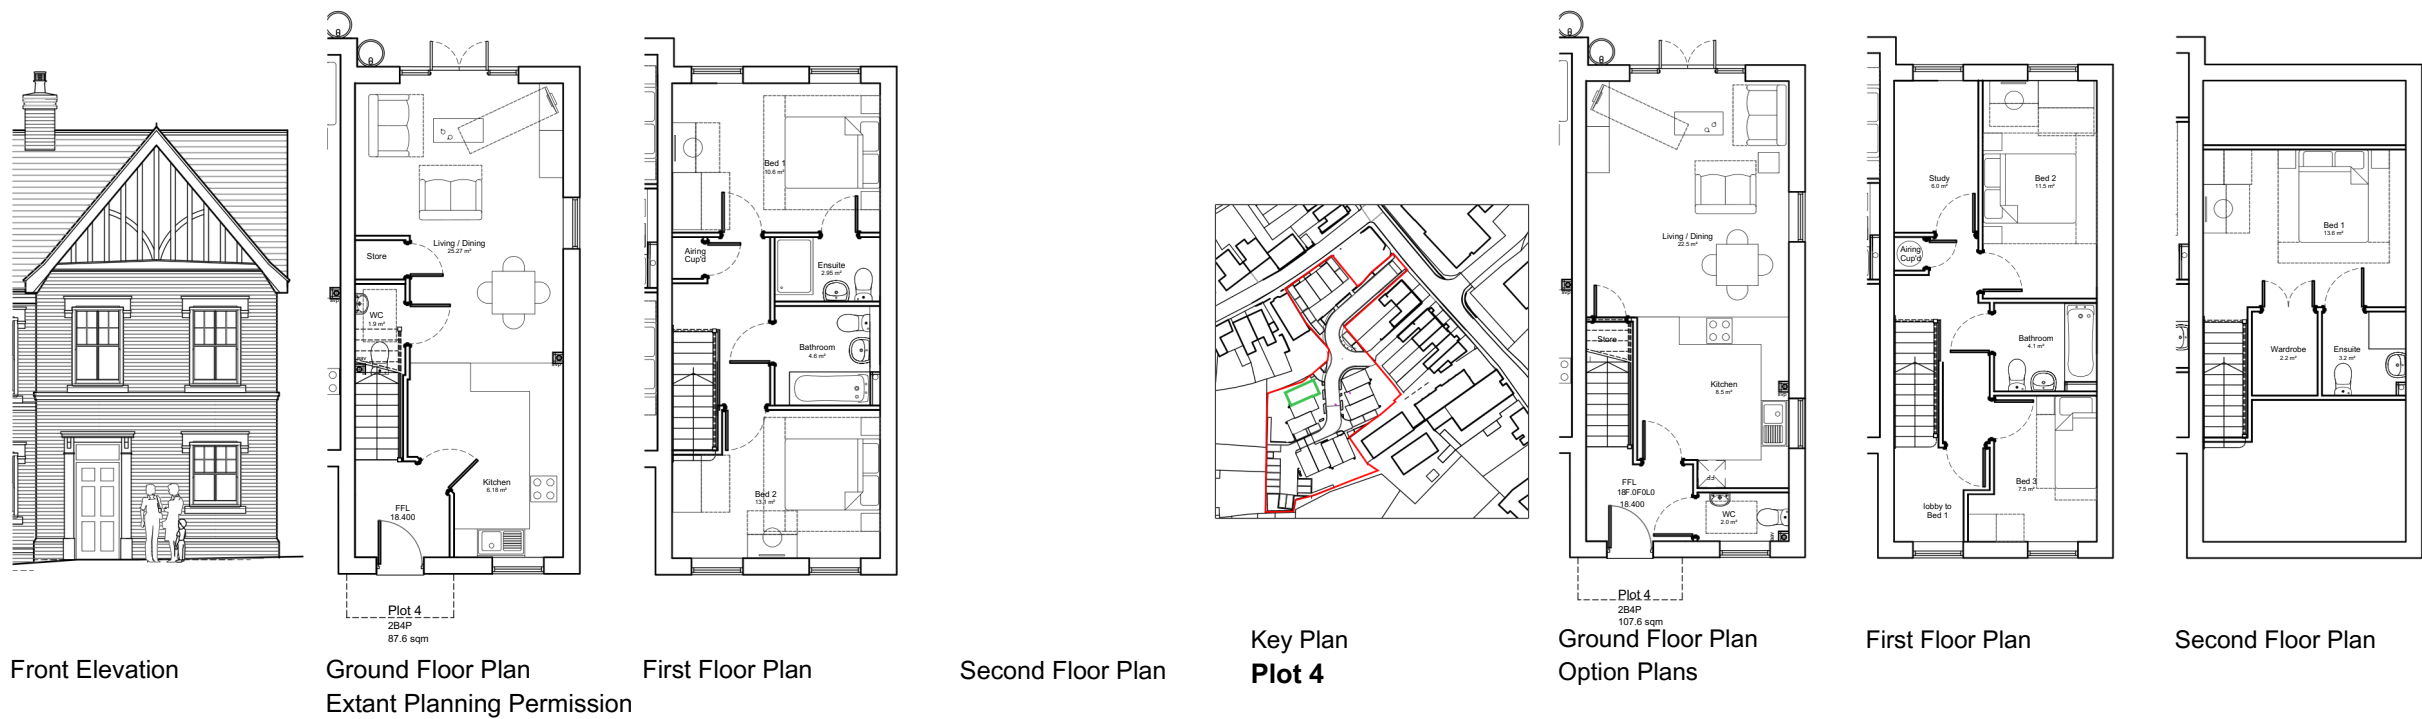 Front Elevation
Living / Dining
25.27 m²
Store
WC
1.9 m²
Kitchen
6.18 m²
FFL
18.400
Plot 4
2B4P
87.6 sqm
Ground Floor Plan
Extant Planning Permission
Bed 1
10.6 m²
Airing
Cup'd
Ensuite
2.95 m²
Bathroom
4.6 m²
Bed 2
13.1 m²
First Floor Plan
Second Floor Plan
Key Plan
Plot 4
Living / Dining
22.5 m²
Store
Kitchen
8.5 m²
FFL
18F.0F0L0
18.400
WC
2.0 m²
Plot 4
2B4P
107.6 sqm
Ground Floor Plan
Option Plans
Study
6.0 m²
Bed 2
11.5 m²
Airing
Cup'd
Bathroom
4.1 m²
Bed 3
7.5 m²
lobby to
Bed 1
First Floor Plan
Bed 1
13.6 m²
Wardrobe
2.2 m²
Ensuite
3.2 m²
Second Floor Plan